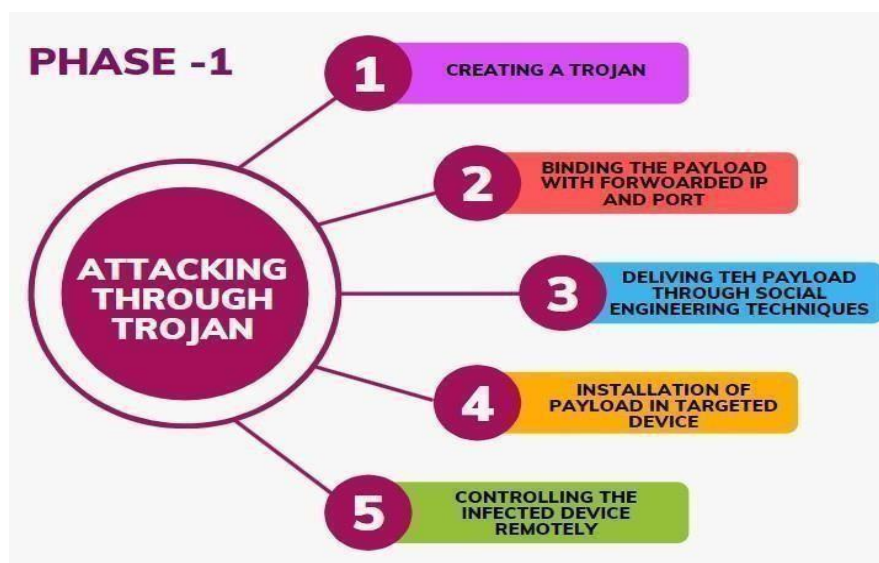 PHASE -1
ATTACKING
THROUGH
TROJAN
1
CREATING A TROJAN
2
BINDING THE PAYLOAD
WITH FORWOARDED IP
AND PORT
3
DELIVING TEH PAYLOAD
THROUGH SOCIAL
ENGINEERING TECHNIQUES
4
INSTALLATION OF
PAYLOAD IN TARGETED
DEVICE
5
CONTROLLING THE
INFECTED DEVICE
REMOTELY